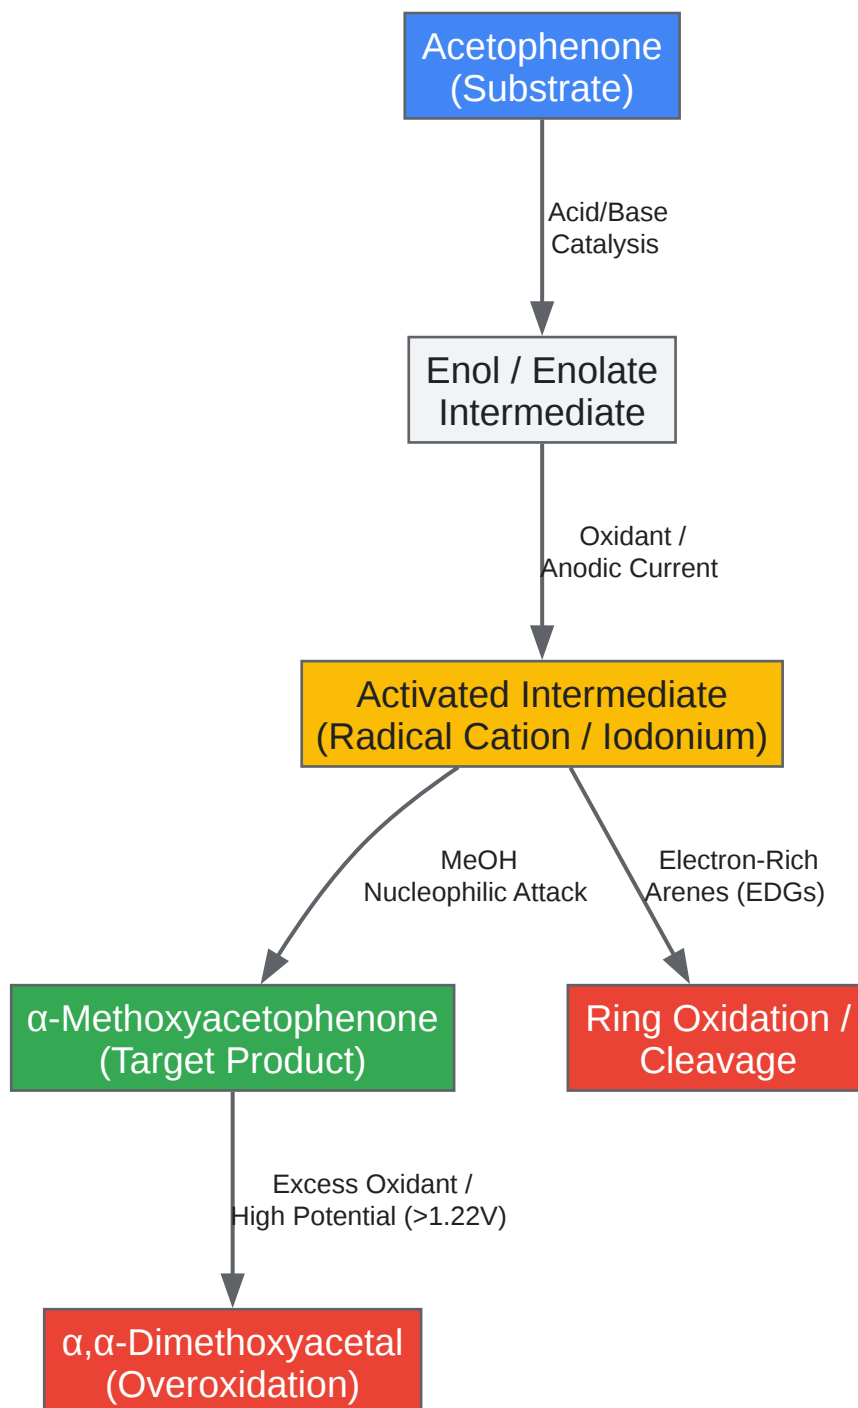 Acetophenone
(Substrate)
Acid/Base
Catalysis
Enol / Enolate
Intermediate
Oxidant /
Anodic Current
Activated Intermediate
(Radical Cation / Iodonium)
MeOH
Nucleophilic Attack
Electron-Rich
Arenes (EDGs)
α-Methoxyacetophenone
(Target Product)
Ring Oxidation /
Cleavage
Excess Oxidant /
High Potential (>1.22V)
α,α-Dimethoxyacetal
(Overoxidation)